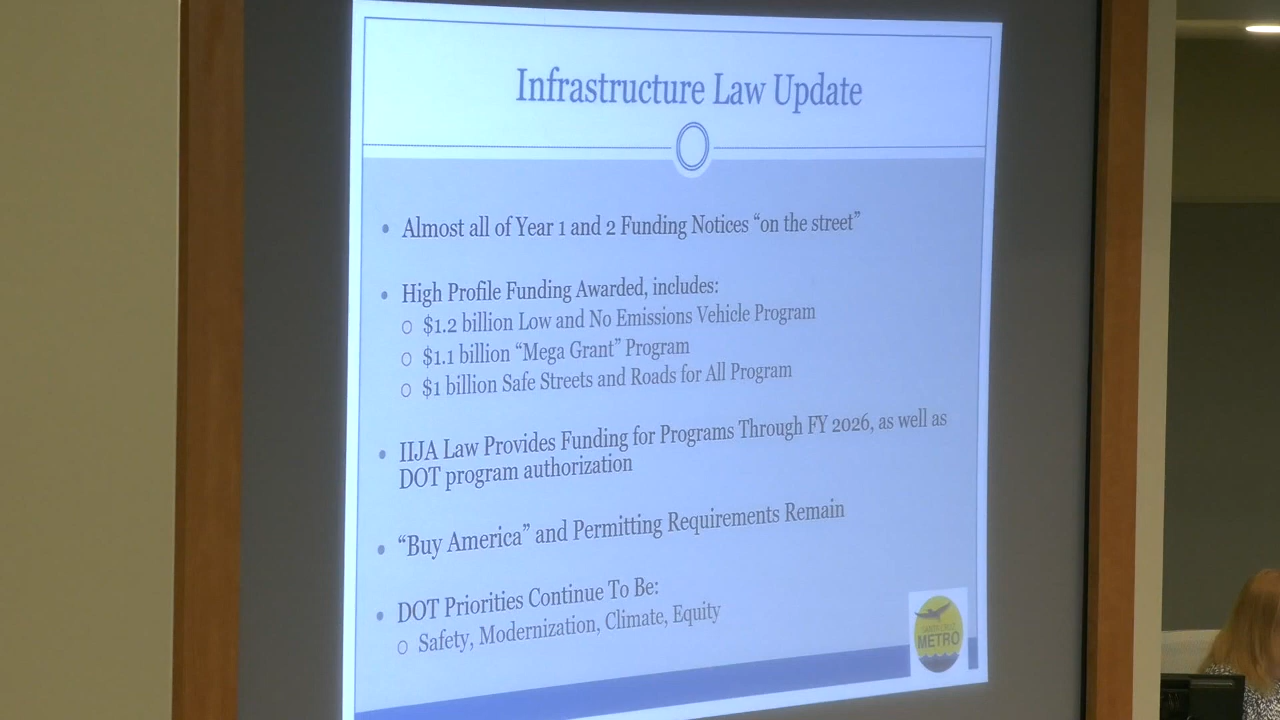 Infrastructure Law Update
• Almost all of Year 1 and 2 Funding Notices “on the street”
• High Profile Funding Awarded, includes:
o $1.2 billion Low and No Emissions Vehicle Program
o $1.1 billion “Mega Grant” Program
o $1 billion Safe Streets and Roads for All Program
• IIJA Law Provides Funding for Programs Through FY 2026, as well as
DOT program authorization
• “Buy America” and Permitting Requirements Remain
• DOT Priorities Continue To Be:
o Safety, Modernization, Climate, Equity
SANTA CRUZ
METRO